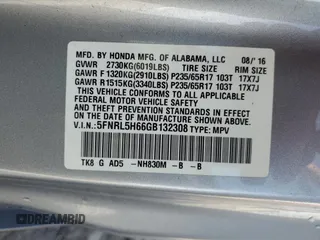 MFD. BY HONDA MFG. OF ALABAMA, LLC 08/'16
GVWR 2730KG(6019LBS) TIRE SIZE RIM SIZE
GAWR F 1320KG(2910LBS) P235/65R17 103T 17X7J
GAWR R1515KG(3340LBS) P235/65R17 103T 17X7J
THIS VEHICLE CONFORMS TO ALL APPLICABLE
FEDERAL MOTOR VEHICLE SAFETY, BUMPER, AND
THEFT PREVENTION STANDARDS IN EFFECT ON
THE DATE OF MANUFACTURE SHOWN ABOVE.
V.I.N.: 5FNRL5H66GB132308 TYPE: MPV
TK8 G AD5 -NH830M -B -B
DREAMRID